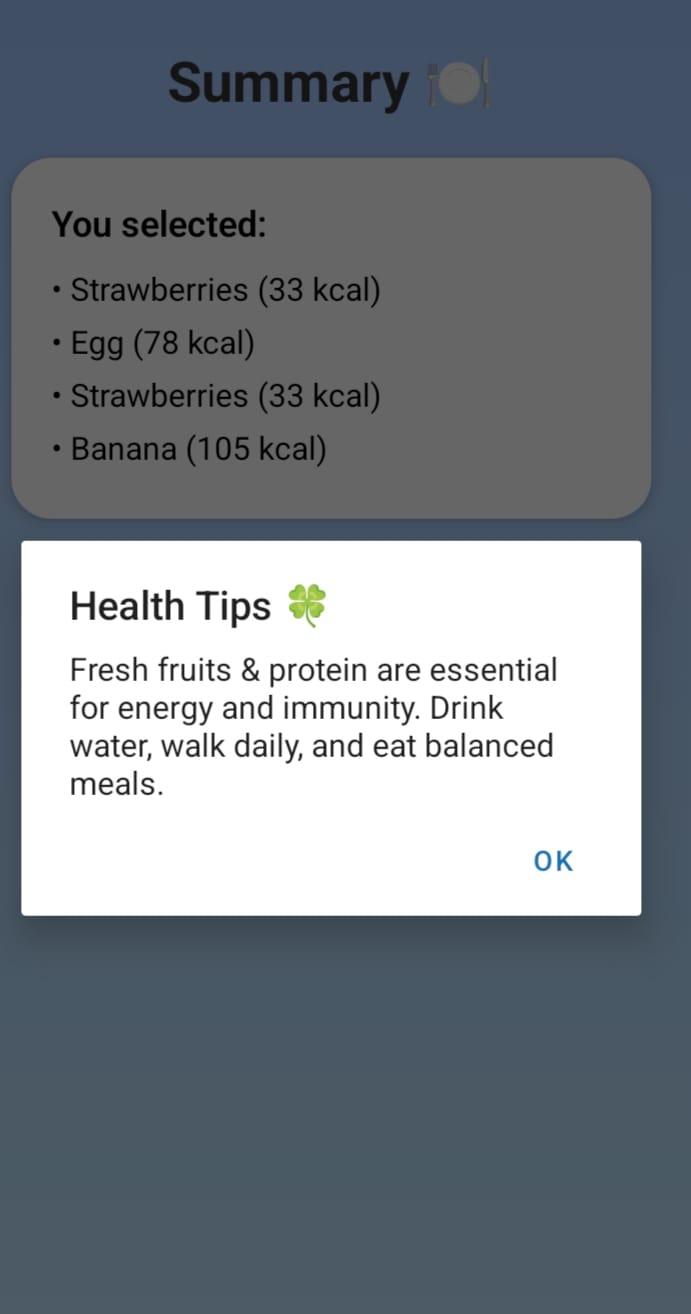 Summary 🍽️
You selected:
• Strawberries (33 kcal)
• Egg (78 kcal)
• Strawberries (33 kcal)
• Banana (105 kcal)
Health Tips 🍀
Fresh fruits & protein are essential
for energy and immunity. Drink
water, walk daily, and eat balanced
meals.
OK